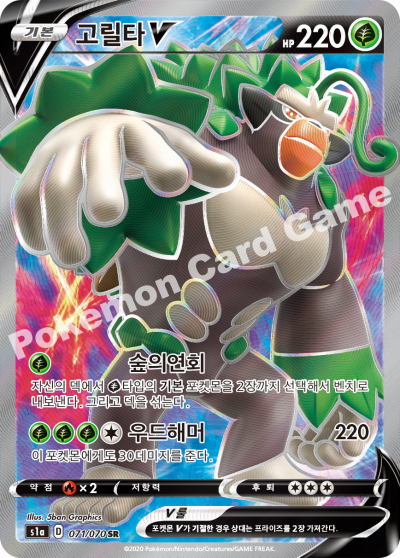 기본 고릴타 V HP 220
Pokémon Card Game
숲의연회
자신의 덱에서 타입의 기본 포켓몬을 2장까지 선택해서 벤치로
내보낸다. 그리고 덱을 섞는다.
우드해머 220
이 포켓몬에게도 30데미지를 준다.
약점 ×2 저항력 후퇴
Illus. 5ban Graphics
V룰
s1a D 071/070 SR
포켓몬 V가 기절한 경우 상대는 프라이즈를 2장 가져간다.
©2020 Pokémon/Nintendo/Creatures/GAME FREAK.